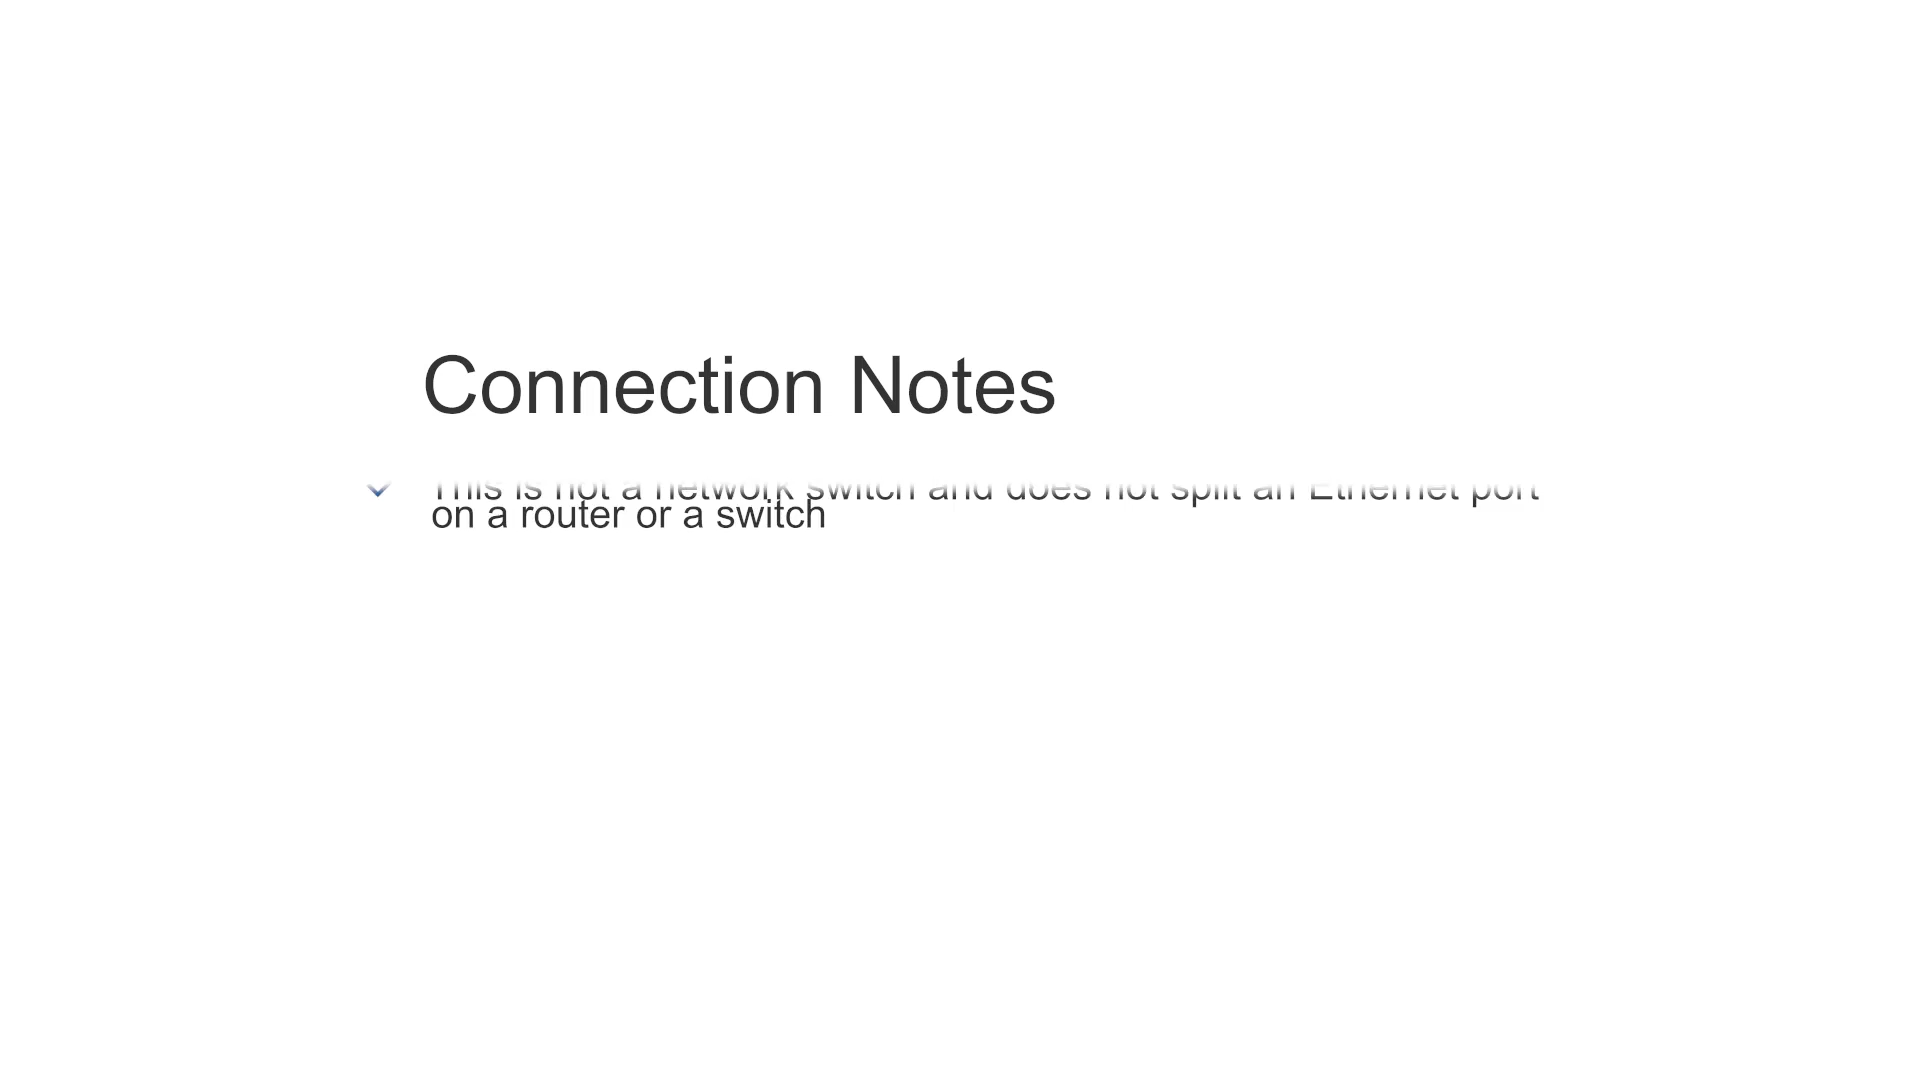 Connection Notes
This is not a network switch and does not split an Ethernet port
on a router or a switch